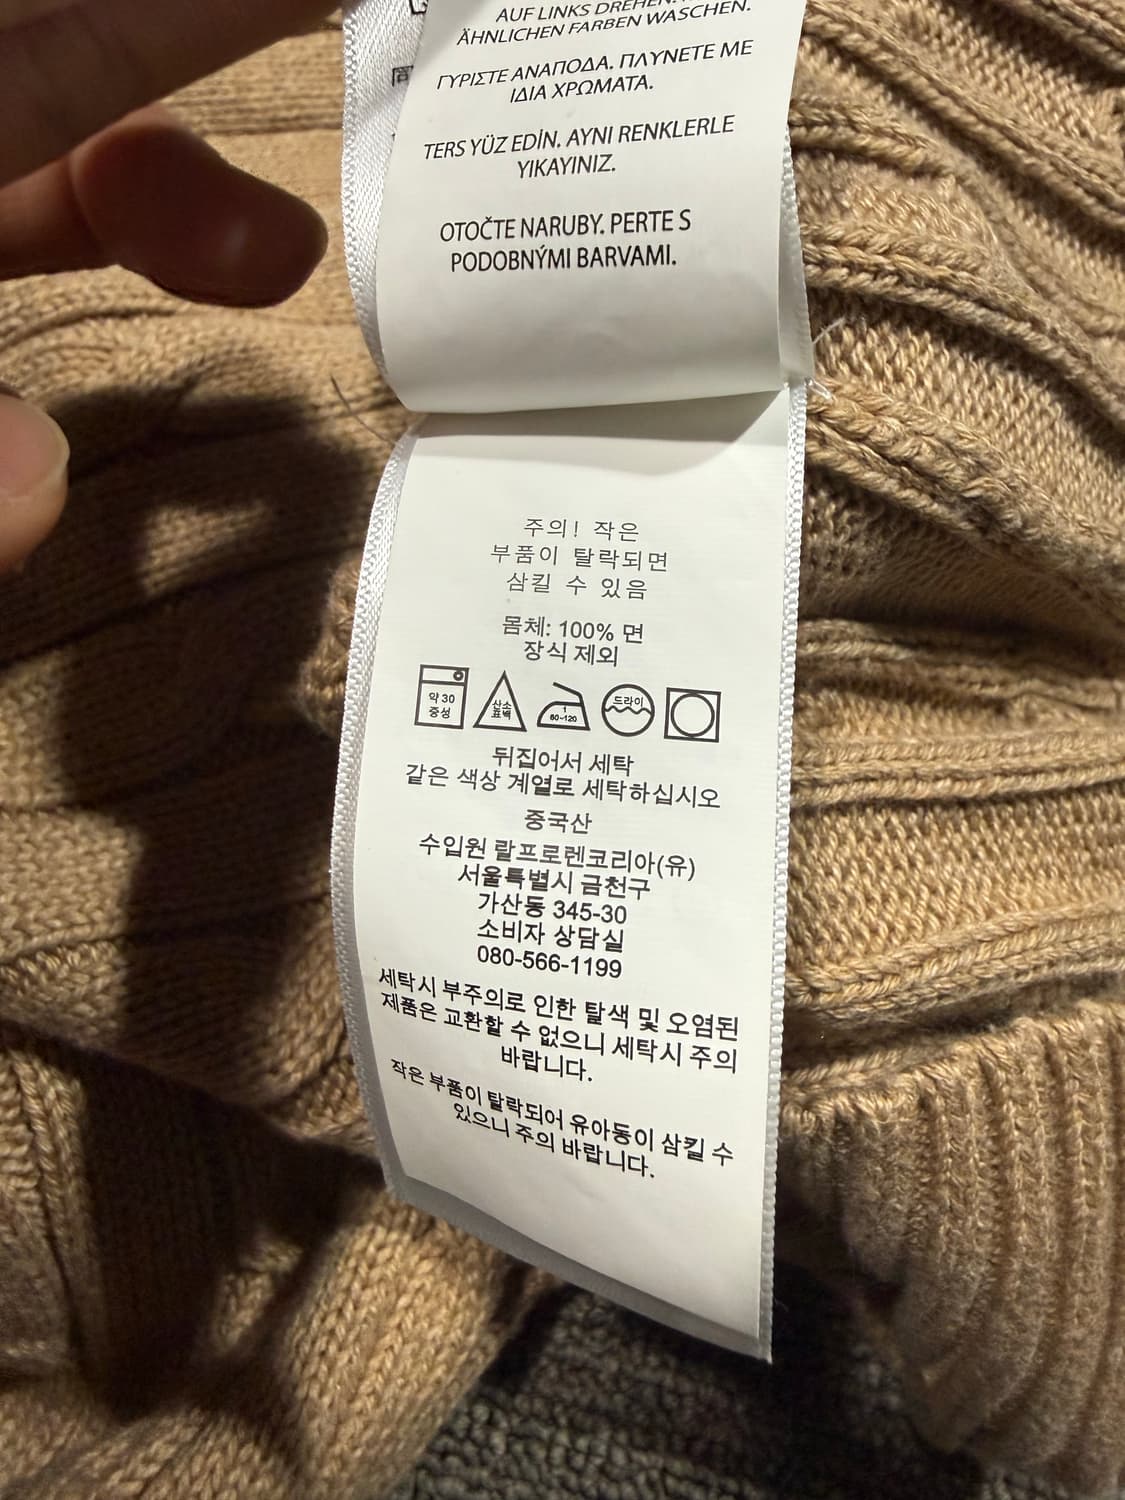 AUF LINKS DREHEN.
ÄHNLICHEN FARBEN WASCHEN.
ΓΥΡΙΣΤΕ ΑΝΑΠΟΔΑ. ΠΛΥΝΕΤΕ ΜΕ
ΙΔΙΑ ΧΡΩΜΑΤΑ.
TERS YÜZ EDİN. AYNI RENKLERLE
YIKAYINIZ.
OTOČTE NARUBY. PERTE S
PODOBNÝMI BARVAMI.
주의! 작은
부품이 탈락되면
삼킬 수 있음
몸체: 100% 면
장식 제외
약 30
중성
산소
표백
1
80~120
드라이
뒤집어서 세탁
같은 색상 계열로 세탁하십시오
중국산
수입원 랄프로렌코리아(유)
서울특별시 금천구
가산동 345-30
소비자 상담실
080-566-1199
세탁시 부주의로 인한 탈색 및 오염된
제품은 교환할 수 없으니 세탁시 주의
바랍니다.
작은 부품이 탈락되어 유아동이 삼킬 수
있으니 주의 바랍니다.